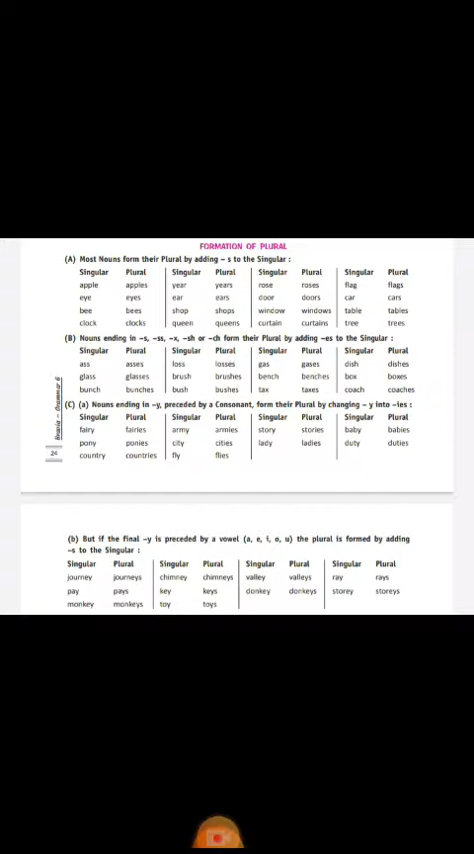 FORMATION OF PLURAL
(A) Most Nouns form their Plural by adding – s to the Singular :
Singular Plural Singular Plural Singular Plural Singular Plural
apple apples year years rose roses flag flags
eye eyes ear ears door doors car cars
bee bees shop shops window windows table tables
clock clocks queen queens curtain curtains tree trees
(B) Nouns ending in –s, –ss, –x, –sh or –ch form their Plural by adding –es to the Singular :
Singular Plural Singular Plural Singular Plural Singular Plural
ass asses loss losses gas gases dish dishes
glass glasses brush brushes bench benches box boxes
bunch bunches bush bushes tax taxes coach coaches
(C) (a) Nouns ending in –y, preceded by a Consonant, form their Plural by changing – y into –ies :
Singular Plural Singular Plural Singular Plural Singular Plural
fairy fairies army armies story stories baby babies
pony ponies city cities lady ladies duty duties
country countries fly flies
Grammar 6
24
(b) But if the final –y is preceded by a vowel (a, e, i, o, u) the plural is formed by adding
–s to the Singular :
Singular Plural Singular Plural Singular Plural Singular Plural
journey journeys chimney chimneys valley valleys ray rays
pay pays key keys donkey donkeys storey storeys
monkey monkeys toy toys